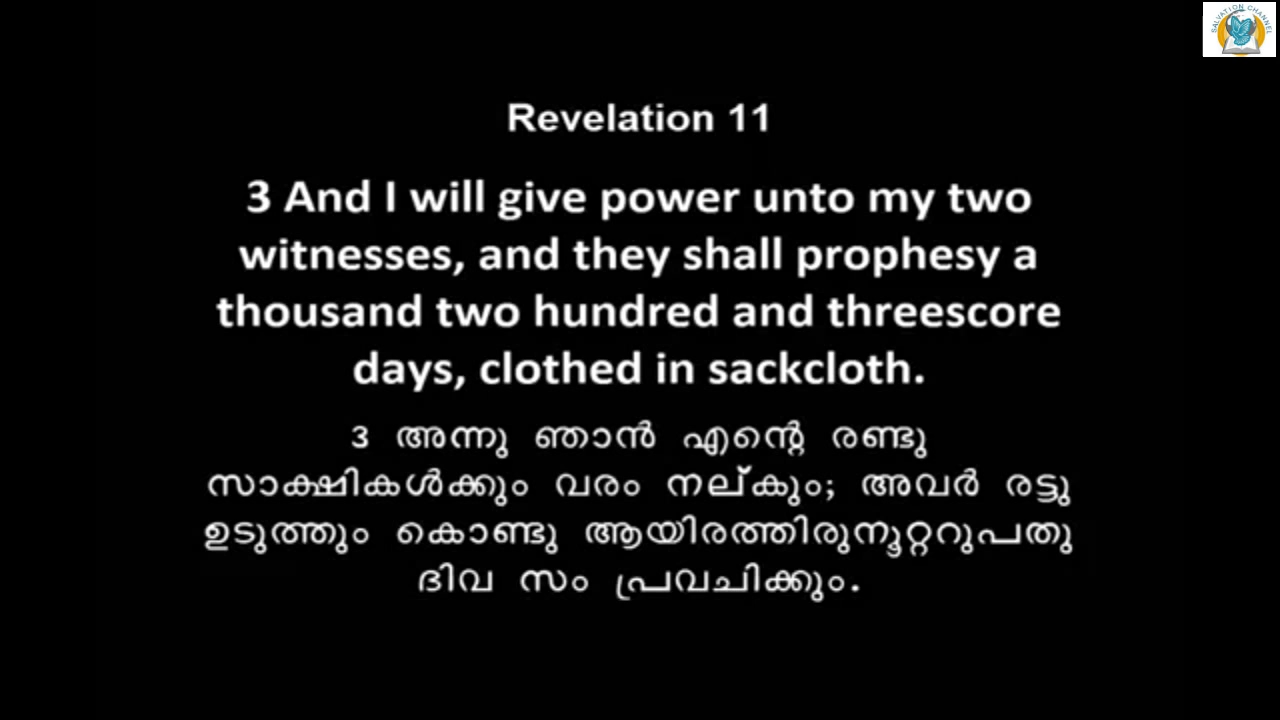 SALVATION CHANNEL
Revelation 11
3 And I will give power unto my two
witnesses, and they shall prophesy a
thousand two hundred and threescore
days, clothed in sackcloth.
3 അന്നു ഞാൻ എന്റെ രണ്ടു
സാക്ഷികൾക്കും വരം നല്കും; അവർ രട്ടു
ഉടുത്തും കൊണ്ടു ആയിരത്തിരുനൂറ്ററുപതു
ദിവ സം പ്രവചിക്കും.